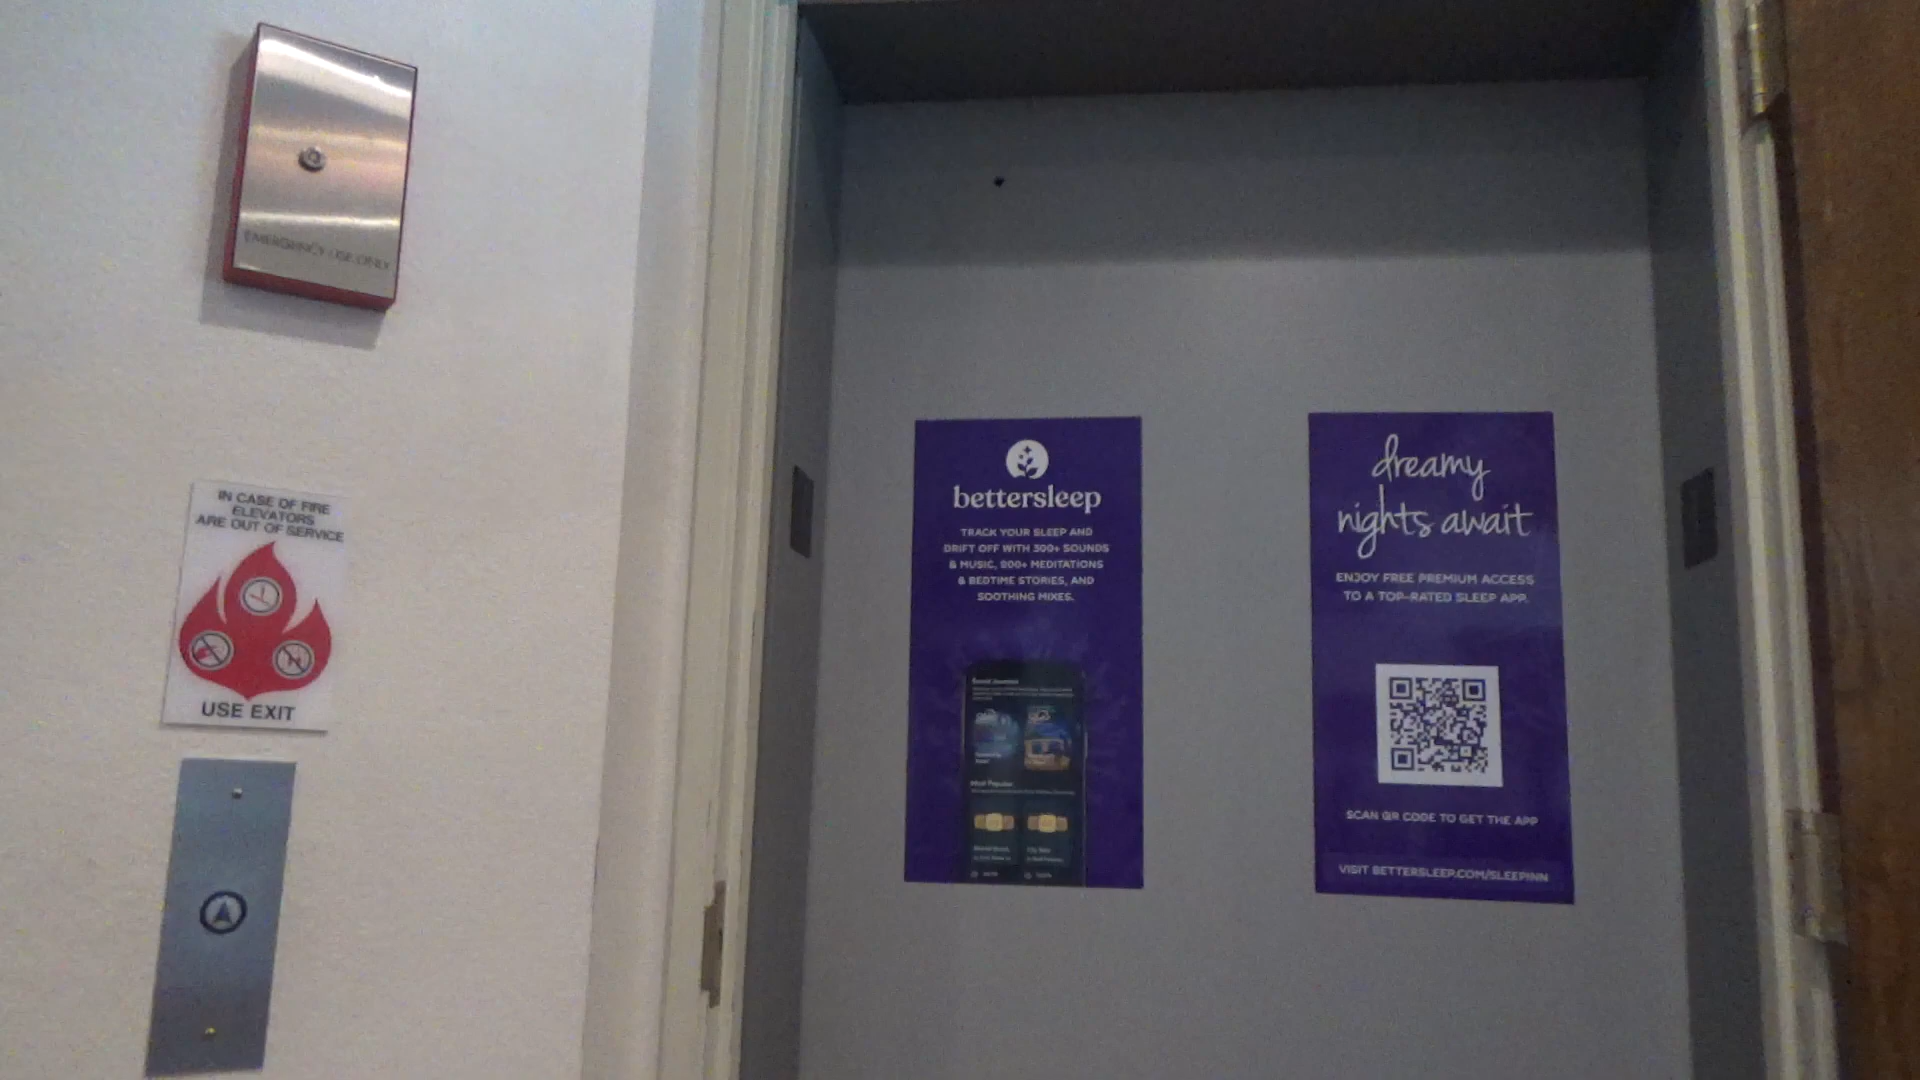 EMERGENCY USE ONLY
IN CASE OF FIRE
ELEVATORS
ARE OUT OF SERVICE
USE EXIT
bettersleep
TRACK YOUR SLEEP AND
DRIFT OFF WITH 300+ SOUNDS
& MUSIC, 200+ MEDITATIONS
& BEDTIME STORIES, AND
SOOTHING MIXES.
Most Popular
dreamy
nights await
ENJOY FREE PREMIUM ACCESS
TO A TOP-RATED SLEEP APP.
SCAN QR CODE TO GET THE APP
VISIT BETTERSLEEP.COM/SLEEPINN